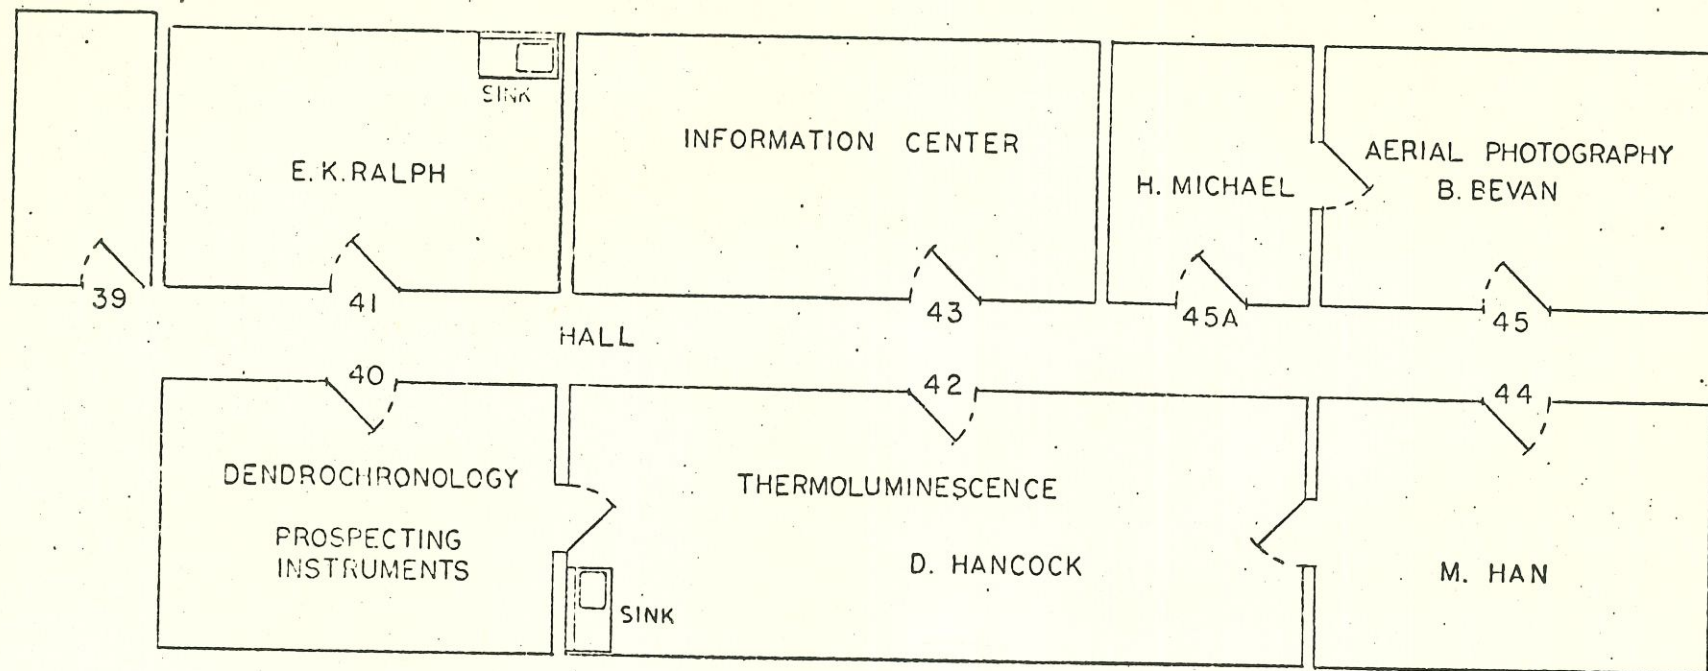 SINK
E. K. RALPH
INFORMATION CENTER
H. MICHAEL
AERIAL PHOTOGRAPHY
B. BEVAN
39
41
43
45A
45
HALL
40
42
44
DENDROCHRONOLOGY
PROSPECTING
INSTRUMENTS
THERMOLUMINESCENCE
D. HANCOCK
SINK
M. HAN